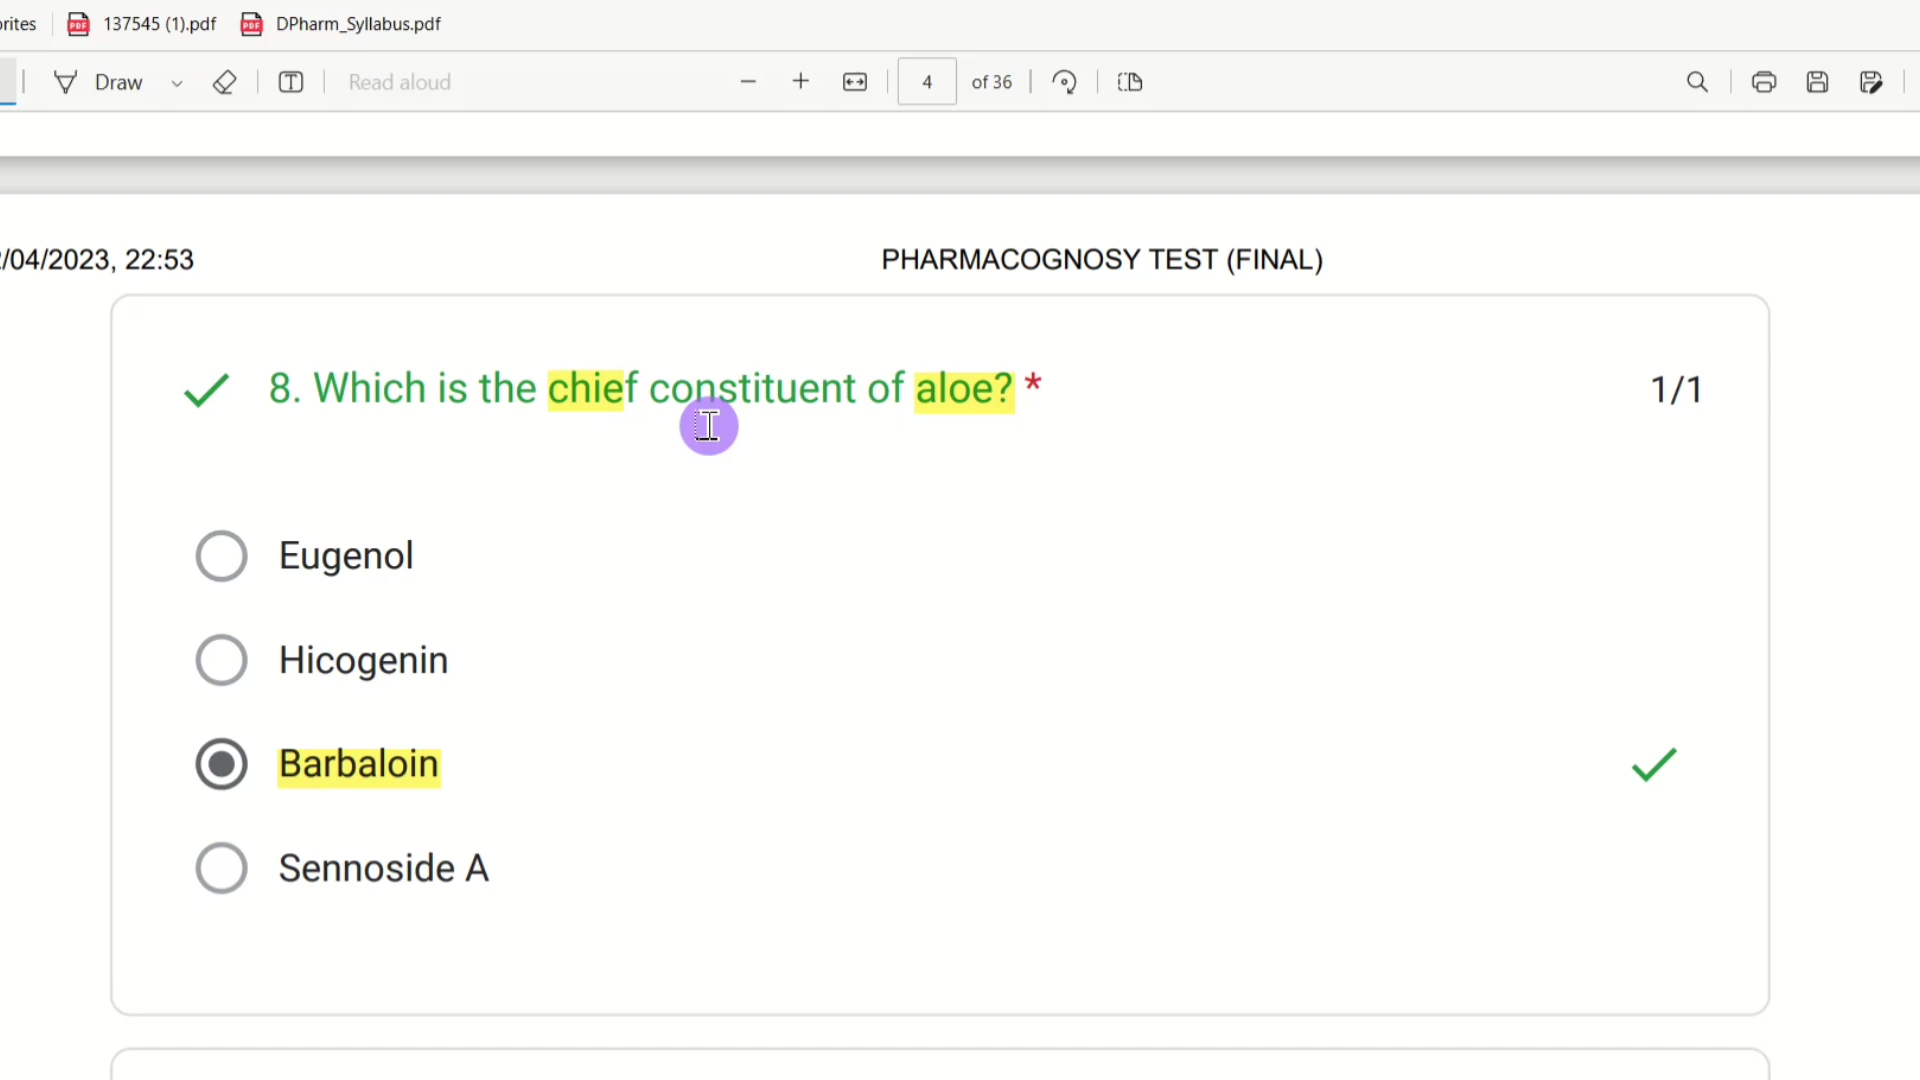 137545 (1).pdf DPharm_Syllabus.pdf
Draw Read aloud 4 of 36
/04/2023, 22:53 PHARMACOGNOSY TEST (FINAL)
8. Which is the chief constituent of aloe? * 1/1
Eugenol
Hicogenin
Barbaloin
Sennoside A